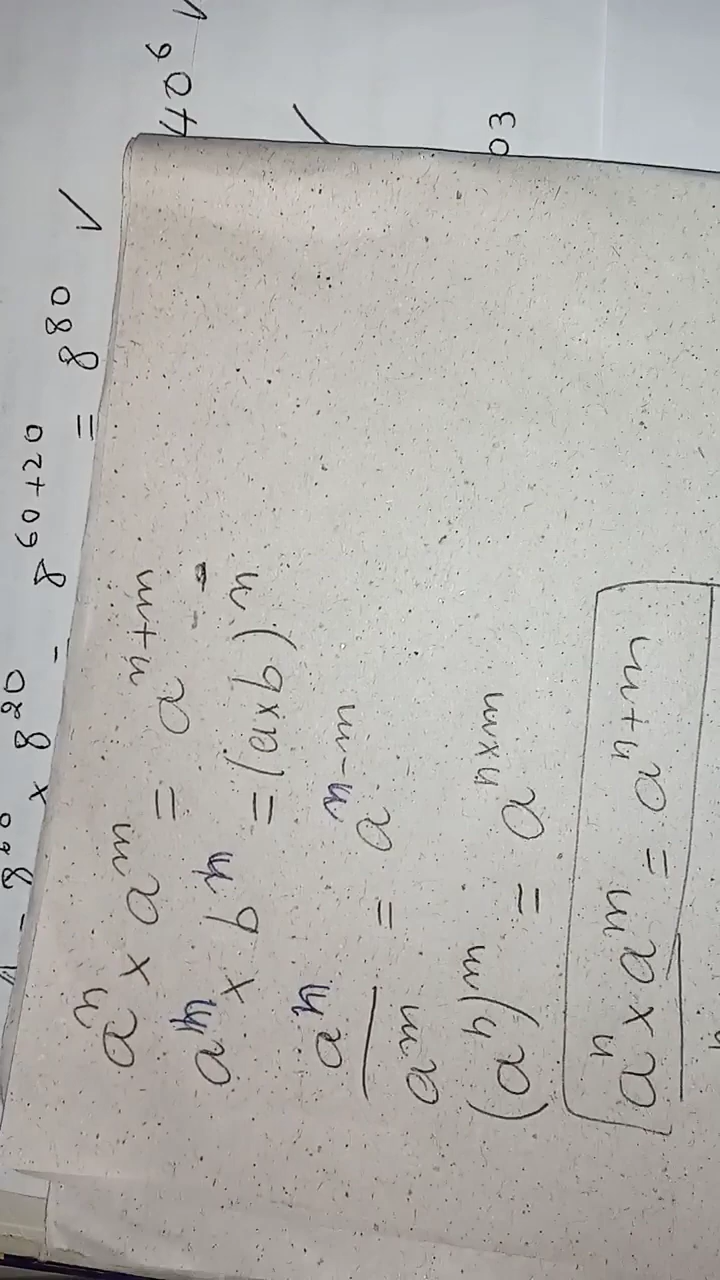 8²⁰ × 8²⁰ = 8⁶⁰⁺²⁰
= 8⁸⁰ ✓
40⁶ ✓
✓
03
aⁿ × aᵐ = aⁿ⁺ᵐ
aⁿ × bⁿ = (a×b)ⁿ
aⁿ / aᵐ = aⁿ⁻ᵐ
(aⁿ)ᵐ = aⁿˣᵐ
aⁿ × aᵐ = aⁿ⁺ᵐ